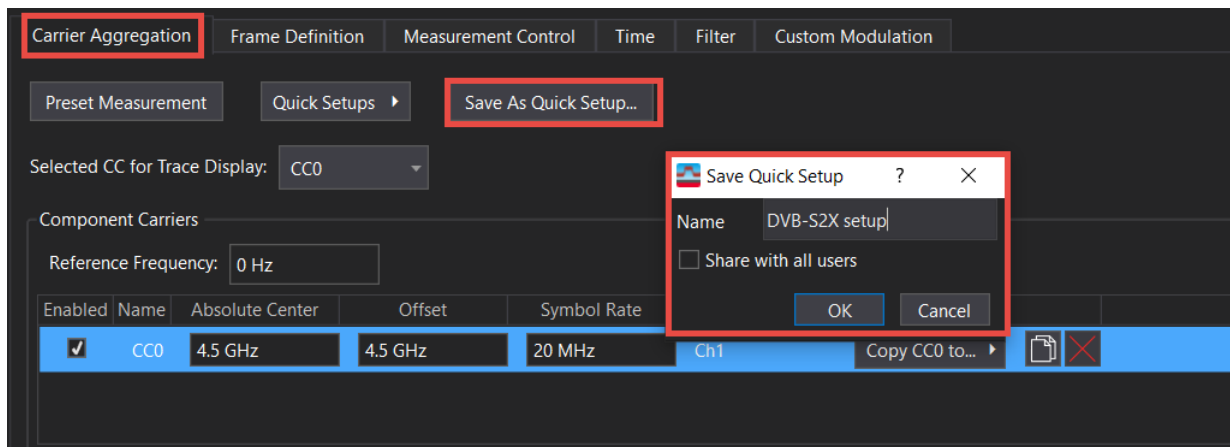 Carrier Aggregation Frame Definition Measurement Control Time Filter Custom Modulation
Preset Measurement Quick Setups Save As Quick Setup...
Selected CC for Trace Display: CC0
Save Quick Setup ? 
Name DVB-S2X setup
Share with all users
OK Cancel
Component Carriers
Reference Frequency: 0 Hz
Enabled Name Absolute Center Offset Symbol Rate
CC0 4.5 GHz 4.5 GHz 20 MHz Ch1 Copy CC0 to...